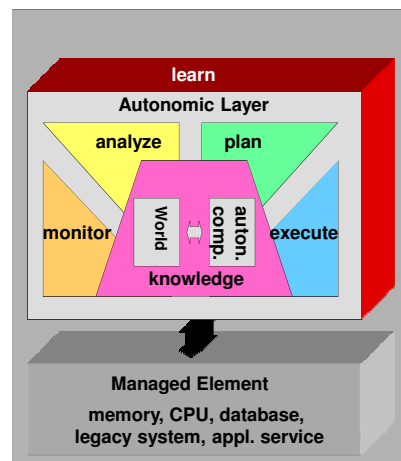 learn
Autonomic Layer
analyze
plan
monitor
World
auton.
comp.
execute
knowledge
Managed Element
memory, CPU, database,
legacy system, appl. service